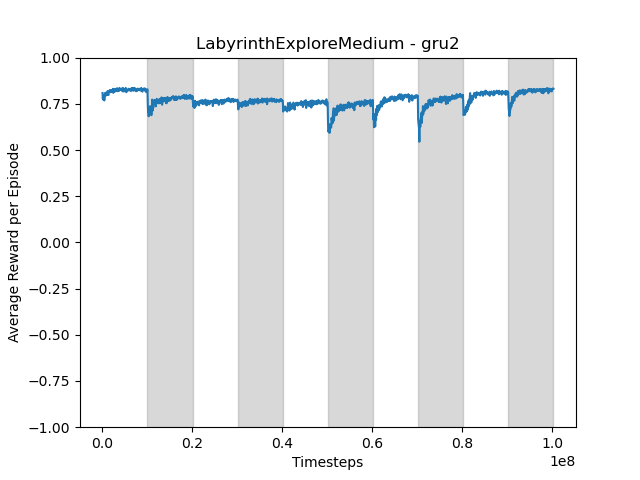 LabyrinthExploreMedium - gru2
Average Reward per Episode
1.00
0.75
0.50
0.25
0.00
−0.25
−0.50
−0.75
−1.00
0.0 0.2 0.4 0.6 0.8 1.0
1e8
Timesteps